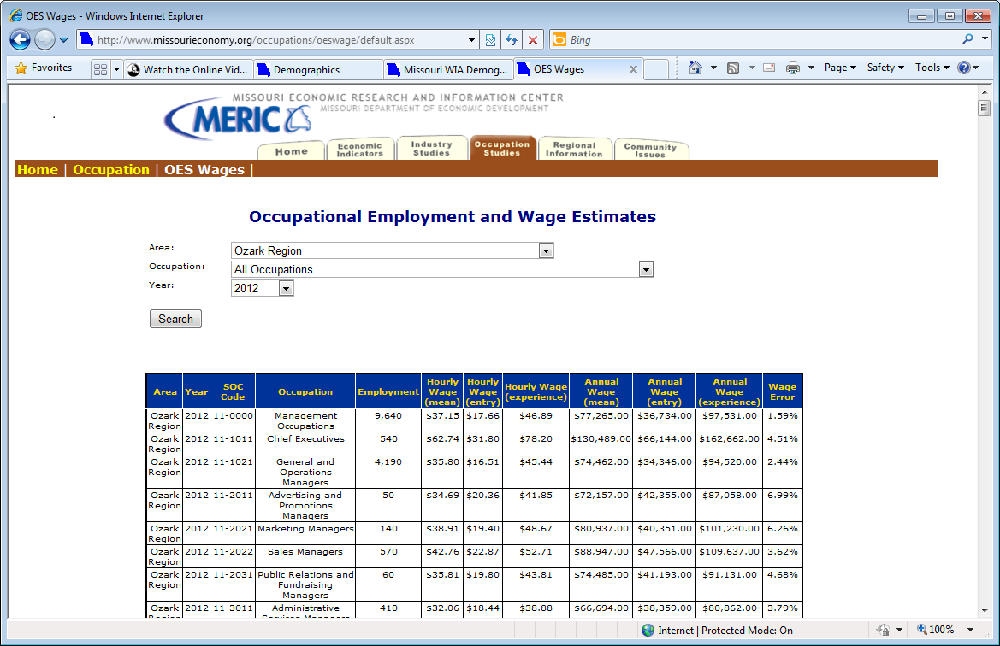 OES Wages - Windows Internet Explorer
http://www.missourieconomy.org/occupations/oeswage/default.aspx
Bing
Favorites
Watch the Online Vid...
Demographics
Missouri WIA Demog...
OES Wages
Page
Safety
Tools
MISSOURI ECONOMIC RESEARCH AND INFORMATION CENTER
MISSOURI DEPARTMENT OF ECONOMIC DEVELOPMENT
MERIC
Home
Economic Indicators
Industry Studies
Occupation Studies
Regional Information
Community Issues
Home | Occupation | OES Wages |
Occupational Employment and Wage Estimates
Area: Ozark Region
Occupation: All Occupations...
Year: 2012
Search
Area Year SOC Code Occupation Employment Hourly Wage (mean) Hourly Wage (entry) Hourly Wage (experience) Annual Wage (mean) Annual Wage (entry) Annual Wage (experience) Wage Error
Ozark Region 2012 11-0000 Management Occupations 9,640 $37.15 $17.66 $46.89 $77,265.00 $36,734.00 $97,531.00 1.59%
Ozark Region 2012 11-1011 Chief Executives 540 $62.74 $31.80 $78.20 $130,489.00 $66,144.00 $162,662.00 4.51%
Ozark Region 2012 11-1021 General and Operations Managers 4,190 $35.80 $16.51 $45.44 $74,462.00 $34,346.00 $94,520.00 2.44%
Ozark Region 2012 11-2011 Advertising and Promotions Managers 50 $34.69 $20.36 $41.85 $72,157.00 $42,355.00 $87,058.00 6.99%
Ozark Region 2012 11-2021 Marketing Managers 140 $38.91 $19.40 $48.67 $80,937.00 $40,351.00 $101,230.00 6.26%
Ozark Region 2012 11-2022 Sales Managers 570 $42.76 $22.87 $52.71 $88,947.00 $47,566.00 $109,637.00 3.62%
Ozark Region 2012 11-2031 Public Relations and Fundraising Managers 60 $35.81 $19.80 $43.81 $74,485.00 $41,193.00 $91,131.00 4.68%
Ozark Region 2012 11-3011 Administrative Services Managers 410 $32.06 $18.44 $38.88 $66,694.00 $38,359.00 $80,862.00 3.79%
Internet | Protected Mode: On
100%